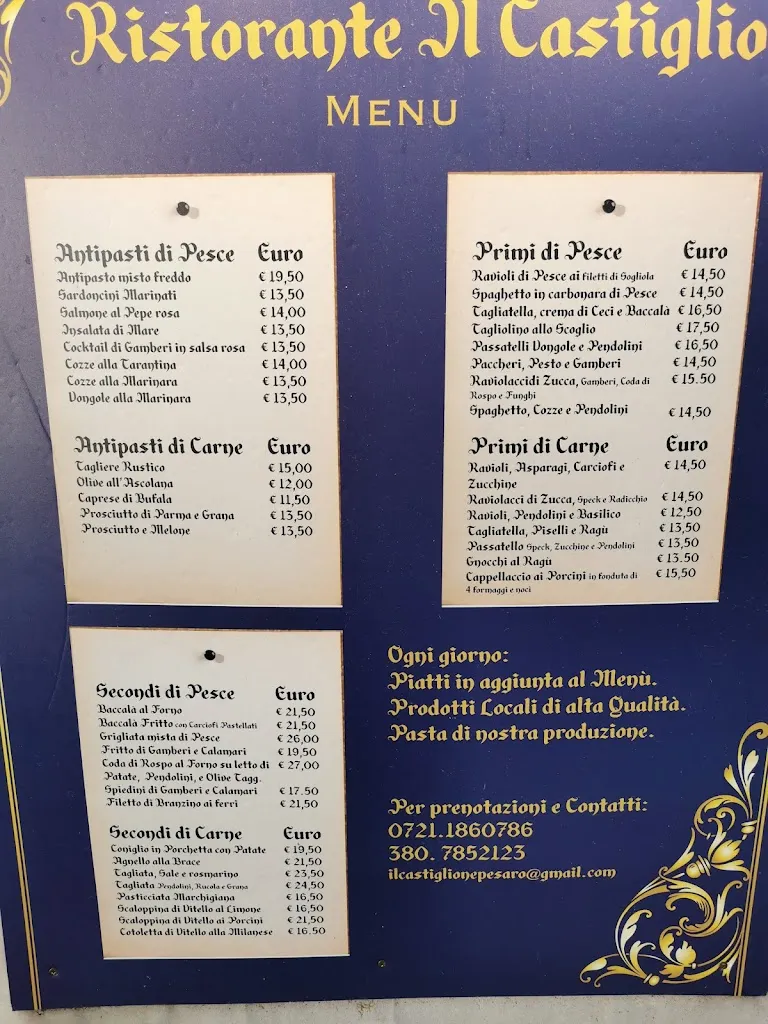 Ristorante Il Castiglio
MENU
Antipasti di Pesce Euro
Antipasto misto freddo € 19,50
Sardoncini Marinati € 13,50
Salmone al Pepe rosa € 14,00
Insalata di Mare € 13,50
Cocktail di Gamberi in salsa rosa € 13,50
Cozze alla Tarantina € 14,00
Cozze alla Marinara € 13,50
Vongole alla Marinara € 13,50
Antipasti di Carne Euro
Tagliere Rustico € 15,00
Olive all'Ascolana € 12,00
Caprese di Bufala € 11,50
Prosciutto di Parma e Grana € 13,50
Prosciutto e Melone € 13,50
Primi di Pesce Euro
Ravioli di Pesce ai filetti di Sogliola € 14,50
Spaghetto in carbonara di Pesce € 14,50
Tagliatella, crema di Ceci e Baccalà € 16,50
Tagliolino allo Scoglio € 17,50
Passatelli Vongole e Pendolini € 16,50
Paccheri, Pesto e Gamberi € 14,50
Raviolaccidi Zucca, Gamberi, Coda di € 15.50
Rospo e Funghi
Spaghetto, Cozze e Pendolini € 14,50
Primi di Carne Euro
Ravioli, Asparagi, Carciofi e € 14,50
Zucchine
Raviolacci di Zucca, Speck e Radicchio € 14,50
Ravioli, Pendolini e Basilico € 12,50
Tagliatella, Piselli e Ragù € 13,50
Passatello Speck, Zucchine e Pendolini € 13,50
Gnocchi al Ragù € 13.50
Cappellaccio ai Porcini in fonduta di € 15,50
4 formaggi e noci
Secondi di Pesce Euro
Baccalà al Forno € 21,50
Baccalà Fritto con Carciofi Pastellati € 21,50
Grigliata mista di Pesce € 26,00
Fritto di Gamberi e Calamari € 19,50
Coda di Rospo al Forno su letto di € 27,00
Patate, Pendolini, e Olive Tagg.
Spiedini di Gamberi e Calamari € 17.50
Filetto di Branzino ai ferri € 21,50
Secondi di Carne Euro
Coniglio in Porchetta con Patate € 19,50
Agnello alla Brace € 21,50
Tagliata, Sale e rosmarino € 23,50
Tagliata Pendolini, Rucola e Grana € 24,50
Pasticciata Marchigiana € 16,50
Scaloppina di Vitello al Limone € 16,50
Scaloppina di Vitello ai Porcini € 21,50
Cotoletta di Vitello alla Milanese € 16.50
Ogni giorno:
Piatti in aggiunta al Menù.
Prodotti Locali di alta Qualità.
Pasta di nostra produzione.
Per prenotazioni e Contatti:
0721.1860786
380. 7852123
ilcastiglionepesaro@gmail.com